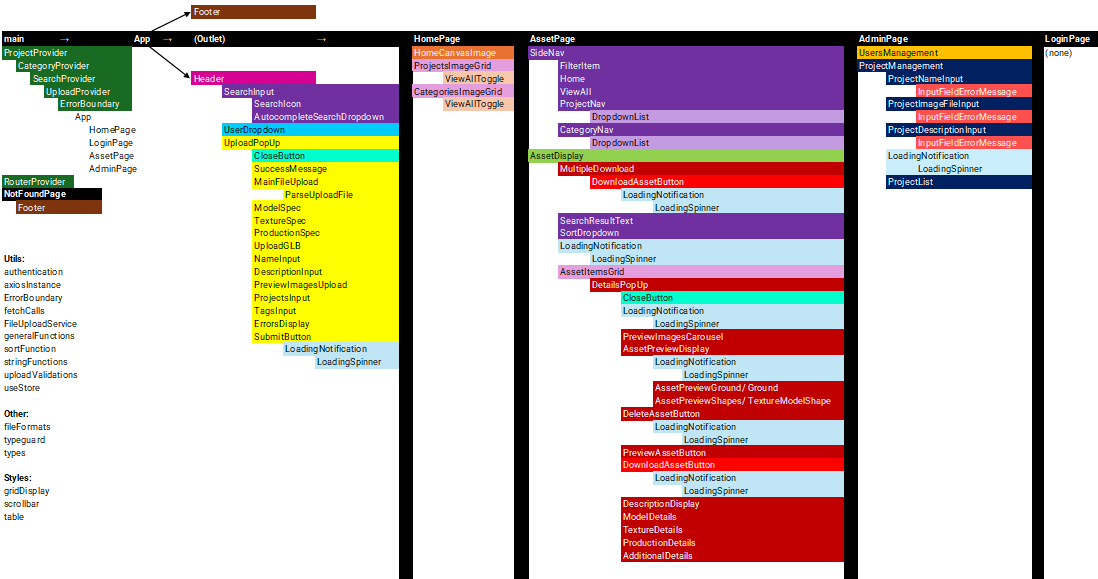 Footer
main → App → (Outlet) → HomePage AssetPage AdminPage LoginPage
ProjectProvider
CategoryProvider
SearchProvider
UploadProvider
ErrorBoundary
App
HomePage
LoginPage
AssetPage
AdminPage
RouterProvider
NotFoundPage
Footer
Utils:
authentication
axiosInstance
ErrorBoundary
fetchCalls
FileUploadService
generalFunctions
sortFunction
stringFunctions
uploadValidations
useStore
Other:
fileFormats
typeguard
types
Styles:
gridDisplay
scrollbar
table
Header
SearchInput
SearchIcon
AutocompleteSearchDropdown
UserDropdown
UploadPopUp
CloseButton
SuccessMessage
MainFileUpload
ParseUploadFile
ModelSpec
TextureSpec
ProductionSpec
UploadGLB
NameInput
DescriptionInput
PreviewImagesUpload
ProjectsInput
TagsInput
ErrorsDisplay
SubmitButton
LoadingNotification
LoadingSpinner
HomeCanvasImage
ProjectsImageGrid
ViewAllToggle
CategoriesImageGrid
ViewAllToggle
SideNav
FilterItem
Home
ViewAll
ProjectNav
DropdownList
CategoryNav
DropdownList
AssetDisplay
MultipleDownload
DownloadAssetButton
LoadingNotification
LoadingSpinner
SearchResultText
SortDropdown
LoadingNotification
LoadingSpinner
AssetItemsGrid
DetailsPopUp
CloseButton
LoadingNotification
LoadingSpinner
PreviewImagesCarousel
AssetPreviewDisplay
LoadingNotification
LoadingSpinner
AssetPreviewGround/ Ground
AssetPreviewShapes/ TextureModelShape
DeleteAssetButton
LoadingNotification
LoadingSpinner
PreviewAssetButton
DownloadAssetButton
LoadingNotification
LoadingSpinner
DescriptionDisplay
ModelDetails
TextureDetails
ProductionDetails
AdditionalDetails
UsersManagement
ProjectManagement
ProjectNameInput
InputFieldErrorMessage
ProjectImageFileInput
InputFieldErrorMessage
ProjectDescriptionInput
InputFieldErrorMessage
LoadingNotification
LoadingSpinner
ProjectList
(none)